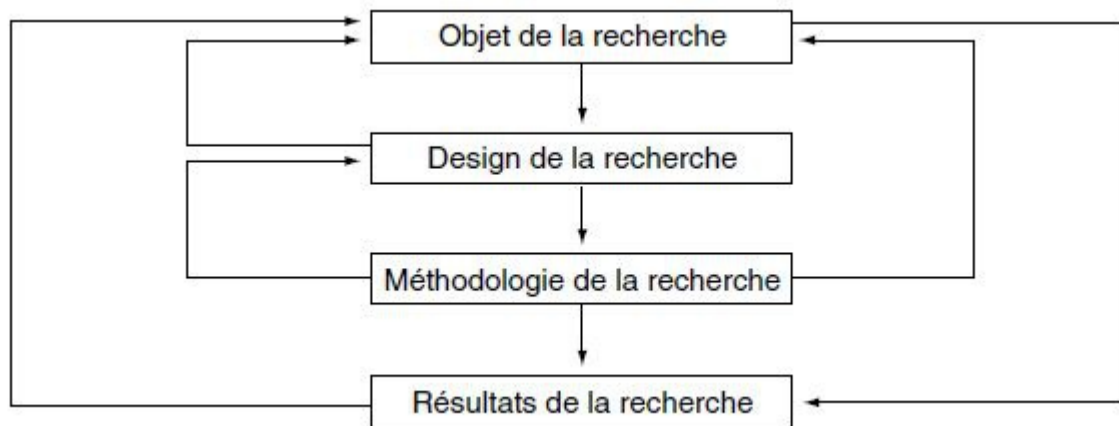 Objet de la recherche
Design de la recherche
Méthodologie de la recherche
Résultats de la recherche